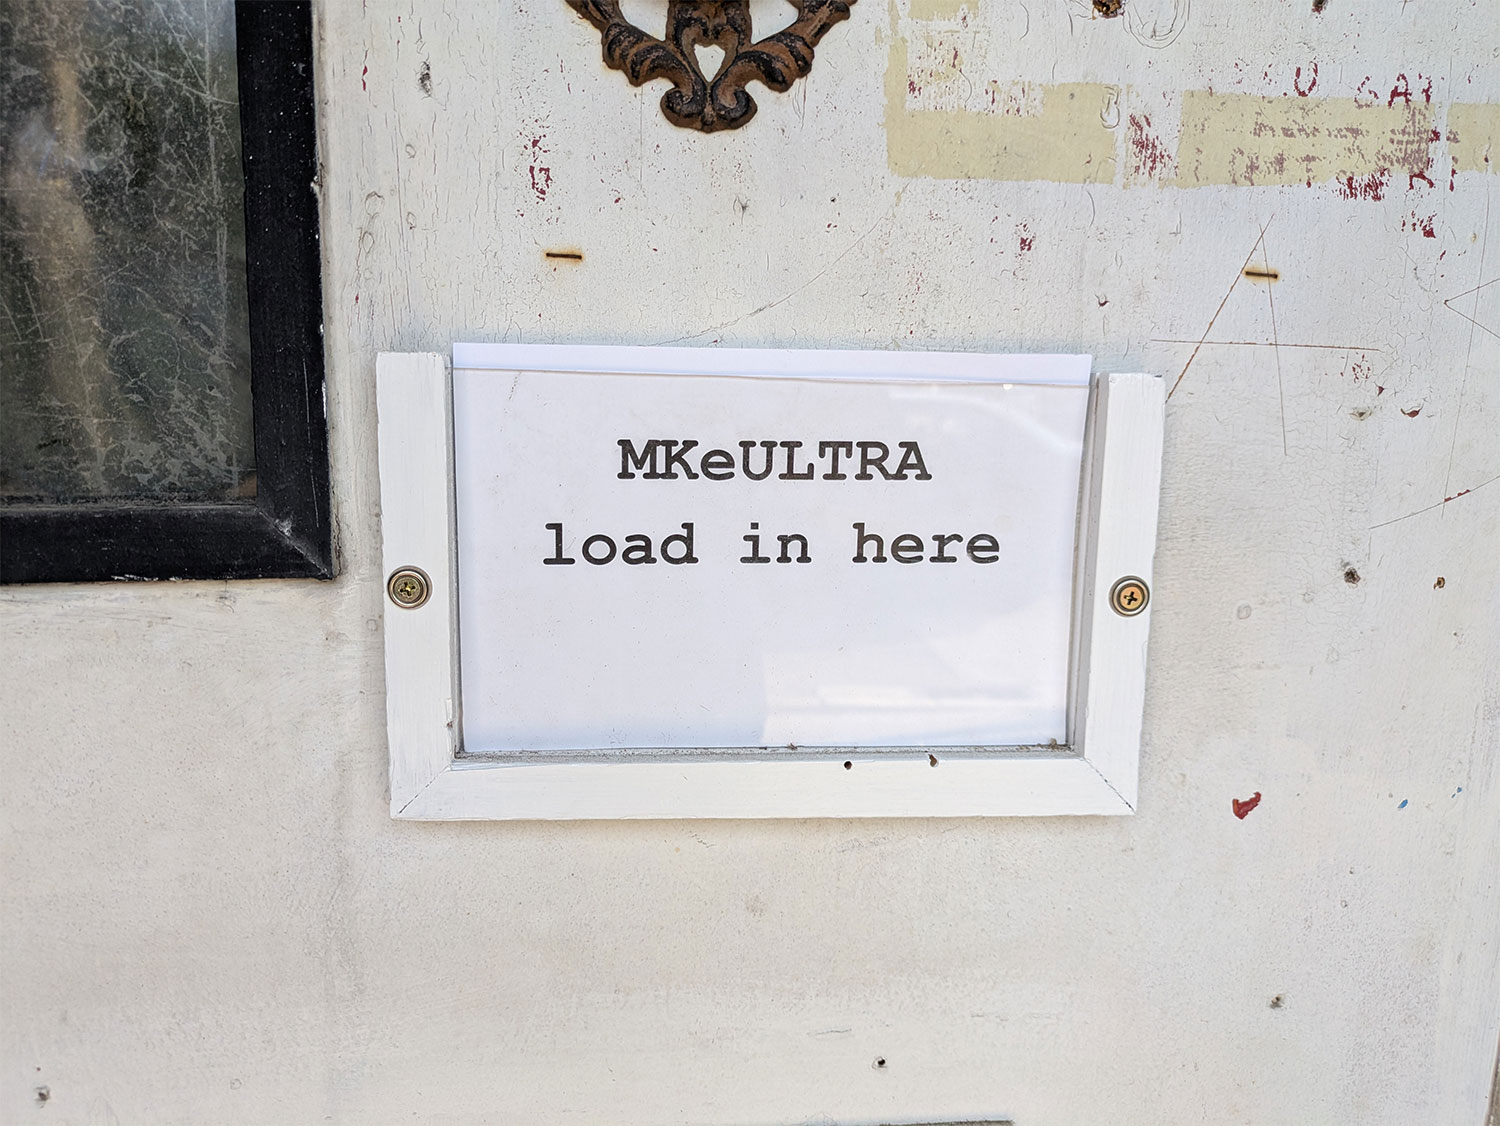 MKeULTRA
load in here